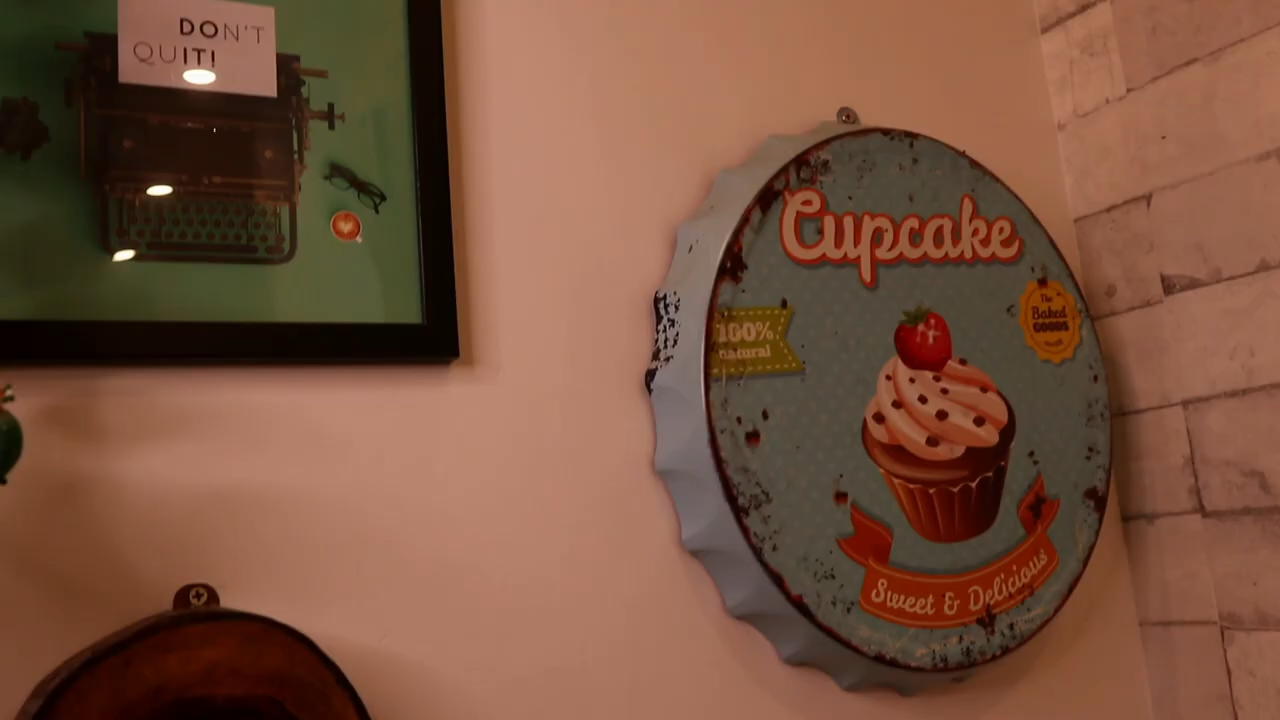 DON'T
QUIT!
Cupcake
100%
natural
The
Baked
GOODS
Sweet & Delicious